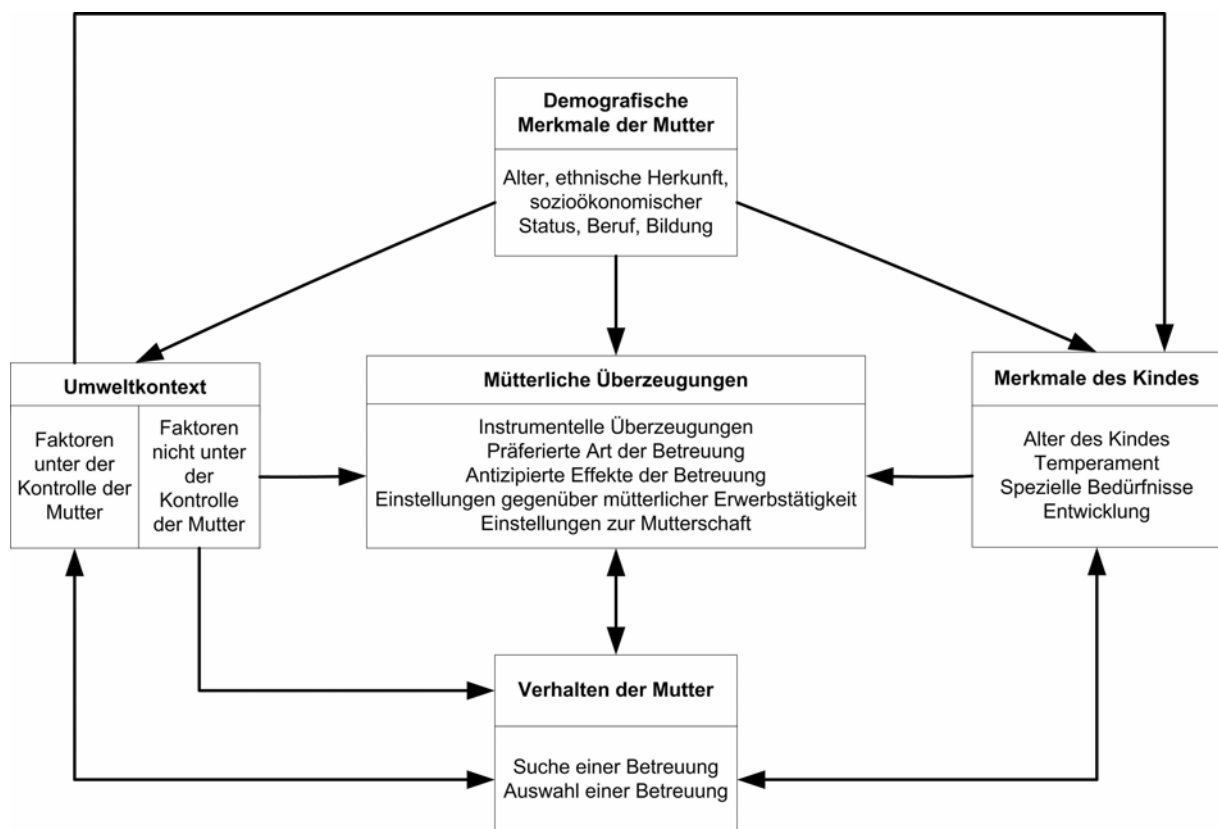 Demografische
Merkmale der Mutter
Alter, ethnische Herkunft,
sozioökonomischer
Status, Beruf, Bildung
Umweltkontext
Faktoren
unter der
Kontrolle der
Mutter
Faktoren
nicht unter
der
Kontrolle
der Mutter
Mütterliche Überzeugungen
Instrumentelle Überzeugungen
Präferierte Art der Betreuung
Antizipierte Effekte der Betreuung
Einstellungen gegenüber mütterlicher Erwerbstätigkeit
Einstellungen zur Mutterschaft
Merkmale des Kindes
Alter des Kindes
Temperament
Spezielle Bedürfnisse
Entwicklung
Verhalten der Mutter
Suche einer Betreuung
Auswahl einer Betreuung